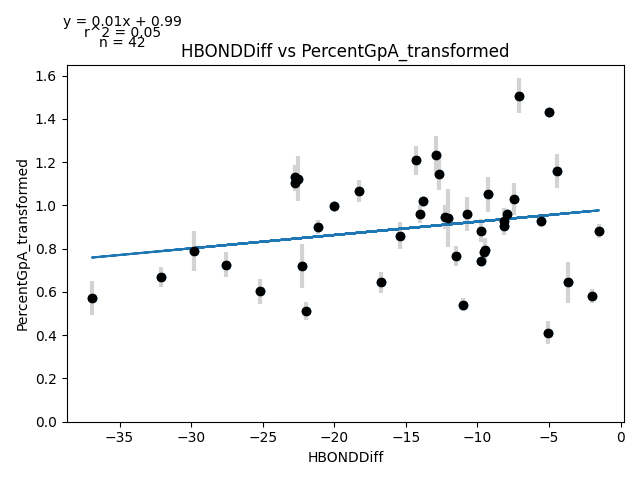 y = 0.01x + 0.99
r^2 = 0.05
n = 42
HBONDDiff vs PercentGpA_transformed
1.6
1.4
1.2
1.0
0.8
0.6
0.4
0.2
0.0
PercentGpA_transformed
−35
−30
−25
−20
−15
−10
−5
0
HBONDDiff